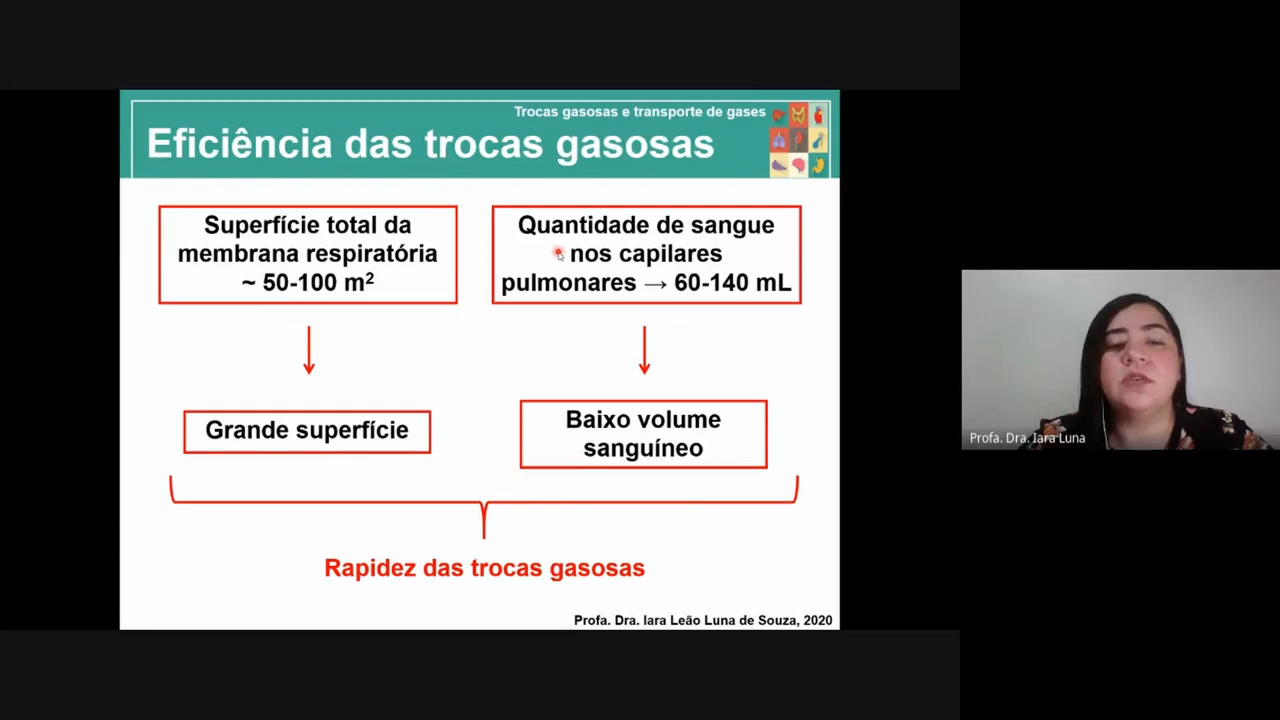 Trocas gasosas e transporte de gases
Eficiência das trocas gasosas
Superfície total da
membrana respiratória
~ 50-100 m²
Quantidade de sangue
nos capilares
pulmonares → 60-140 mL
Grande superfície
Baixo volume
sanguíneo
Rapidez das trocas gasosas
Profa. Dra. Iara Leão Luna de Souza, 2020
Profa. Dra. Iara Luna